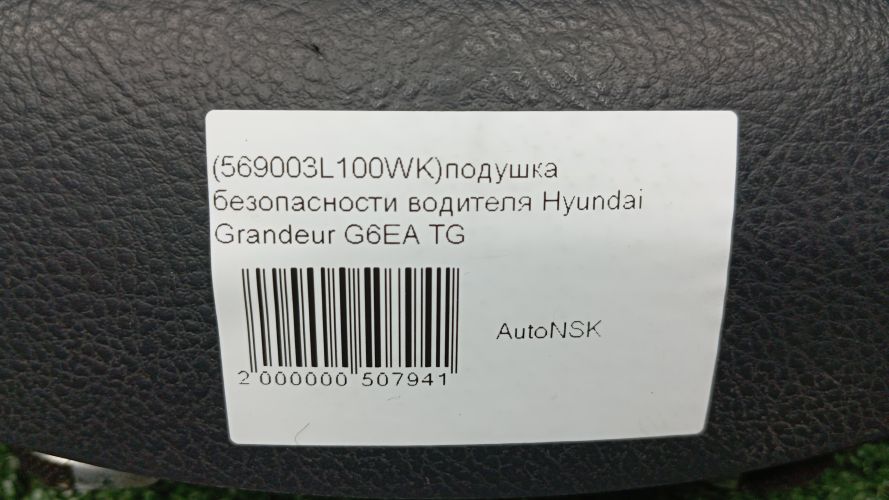 (569003L100WK)подушка
безопасности водителя Hyundai
Grandeur G6EA TG
AutoNSK
2 000000 507941